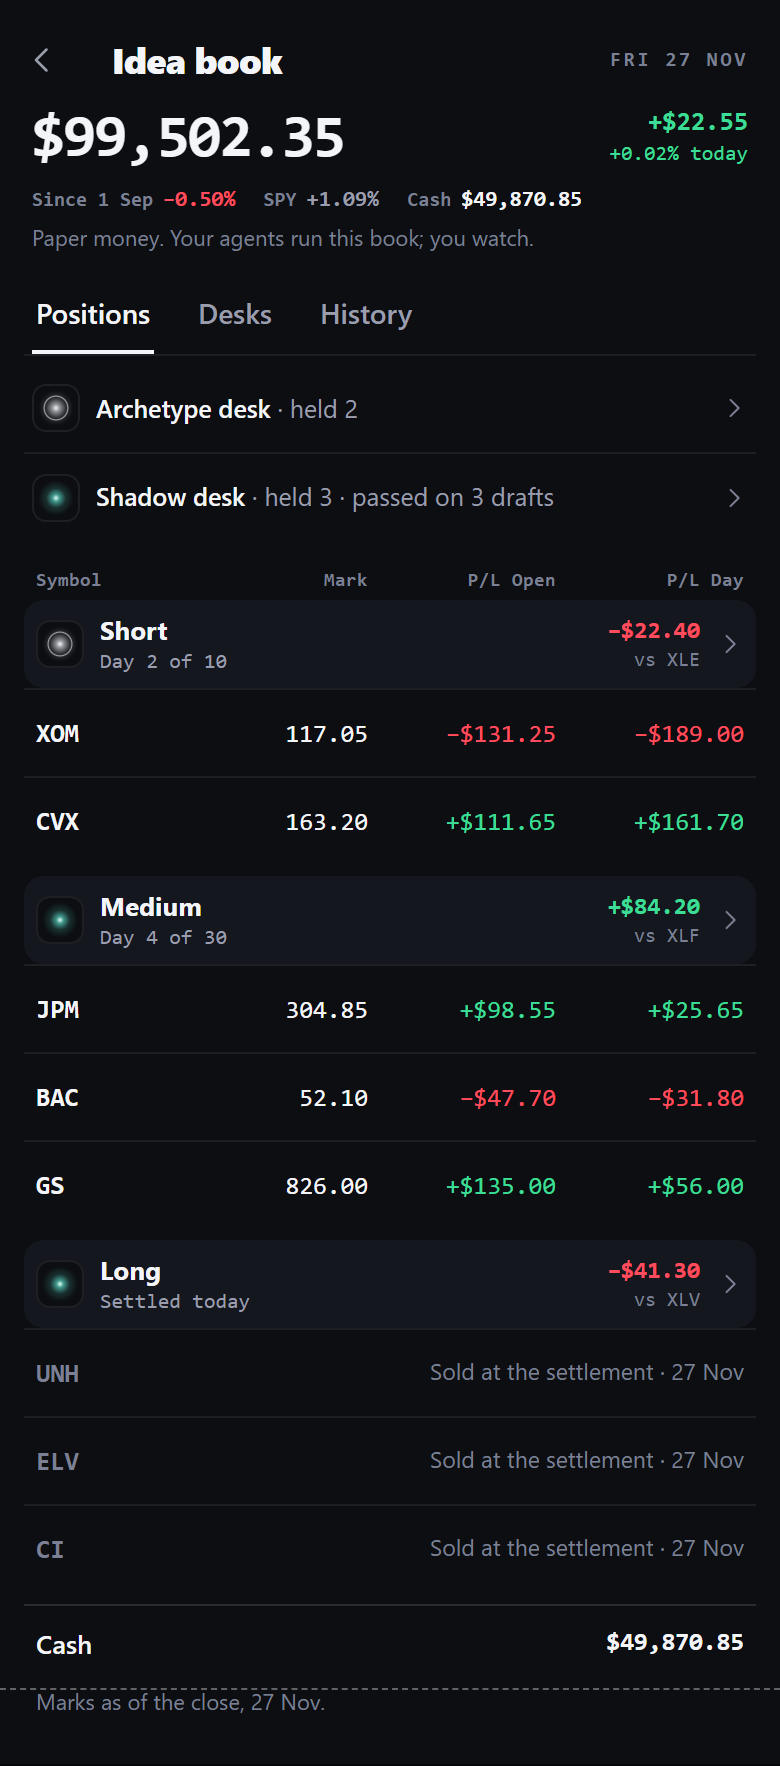 Idea book
FRI 27 NOV
$99,502.35
+$22.55
+0.02% today
Since 1 Sep −0.50% SPY +1.09% Cash $49,870.85
Paper money. Your agents run this book; you watch.
Positions Desks History
Archetype desk · held 2
Shadow desk · held 3 · passed on 3 drafts
Symbol Mark P/L Open P/L Day
Short −$22.40
Day 2 of 10 vs XLE
XOM 117.05 −$131.25 −$189.00
CVX 163.20 +$111.65 +$161.70
Medium +$84.20
Day 4 of 30 vs XLF
JPM 304.85 +$98.55 +$25.65
BAC 52.10 −$47.70 −$31.80
GS 826.00 +$135.00 +$56.00
Long −$41.30
Settled today vs XLV
UNH Sold at the settlement · 27 Nov
ELV Sold at the settlement · 27 Nov
CI Sold at the settlement · 27 Nov
Cash $49,870.85
Marks as of the close, 27 Nov.